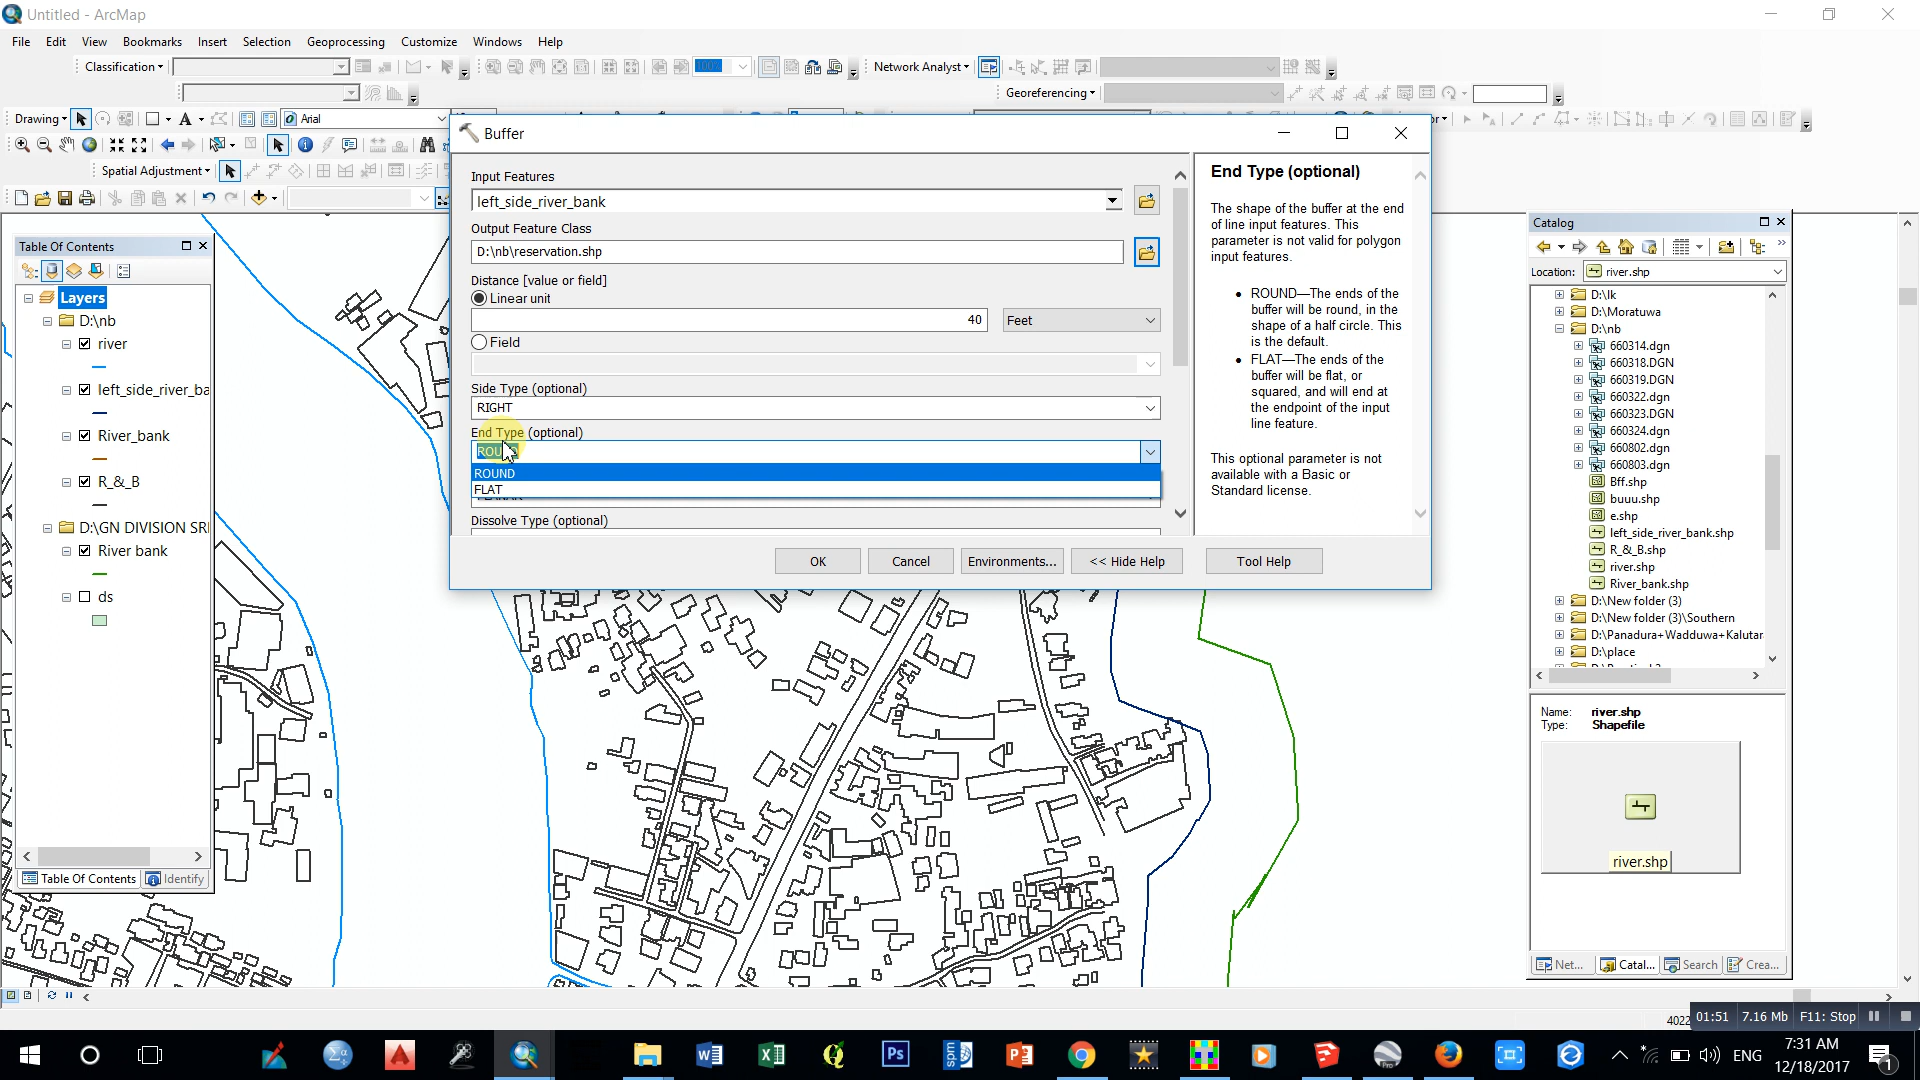 Untitled - ArcMap
File Edit View Bookmarks Insert Selection Geoprocessing Customize Windows Help
Classification
100%
Network Analyst
Georeferencing
Drawing
Arial
Spatial Adjustment
Table Of Contents
Layers
D:\nb
river
left_side_river_ba
River_bank
R_&_B
D:\GN DIVISION SRI
River bank
ds
Table Of Contents Identify
Buffer
Input Features
left_side_river_bank
Output Feature Class
D:\nb\reservation.shp
Distance [value or field]
Linear unit
40 Feet
Field
Side Type (optional)
RIGHT
End Type (optional)
ROUND
ROUND
FLAT
Dissolve Type (optional)
OK Cancel Environments... << Hide Help Tool Help
End Type (optional)
The shape of the buffer at the end
of line input features. This
parameter is not valid for polygon
input features.
• ROUND—The ends of the
buffer will be round, in the
shape of a half circle. This
is the default.
• FLAT—The ends of the
buffer will be flat, or
squared, and will end at
the endpoint of the input
line feature.
This optional parameter is not
available with a Basic or
Standard license.
Catalog
Location: river.shp
D:\lk
D:\Moratuwa
D:\nb
660314.dgn
660318.DGN
660319.DGN
660322.dgn
660323.DGN
660324.dgn
660802.dgn
660803.dgn
Bff.shp
buuu.shp
e.shp
left_side_river_bank.shp
R_&_B.shp
river.shp
River_bank.shp
D:\New folder (3)
D:\New folder (3)\Southern
D:\Panadura+Wadduwa+Kalutar
D:\place
Name: river.shp
Type: Shapefile
river.shp
Net... Catal... Search Crea...
4022
01:51 7.16 Mb F11: Stop
W X Ps spm P Pro
ENG
7:31 AM
12/18/2017
1